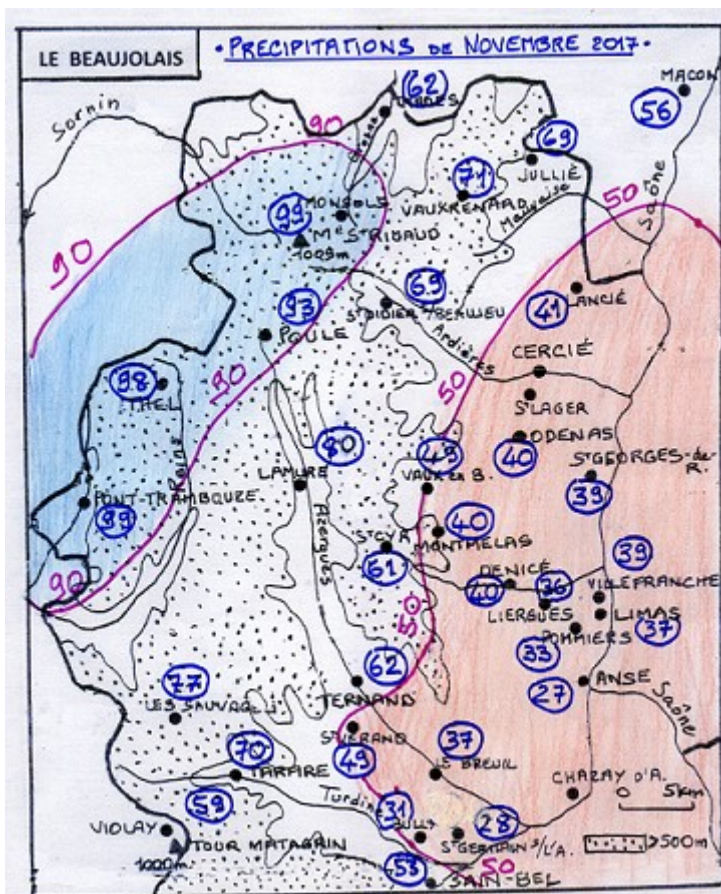 LE BEAUJOLAIS
• PRECIPITATIONS DE NOVEMBRE 2017 •
62
MACON
56
Sornin
90
69
JULLIÉ
71
VAUXRENARD
Mauvaise
50
Saône
99
MONSOLS
Mt ST RIGAUD
1009m
90
93
POULE
69
ST DIDIER s/BEAUJEU
Ardières
41
LANCIÉ
CERCIÉ
50
98
THEL
90
ST LAGER
ODENAS
40
80
49
ST GEORGES-de-R.
39
LAMURE
VAUX en B.
PONT-TRAMBOUZE
99
Azergues
40
MONTMELAS
ST CYR
61
39
DENICÉ
40
36
VILLEFRANCHE
LIERGUES
LIMAS
POMMIERS
37
33
90
50
62
TERNAND
27
ANSE
Saône
77
LES SAUVAGES
ST VERAND
49
37
LE BREUIL
70
TARARE
Turdine
CHAZAY D'A.
0 5km
59
VIOLAY
TOUR MATAGRIN
1000m
31
BULLY
28
ST GERMAIN s/L'A.
>500m
53
SAIN-BEL
50